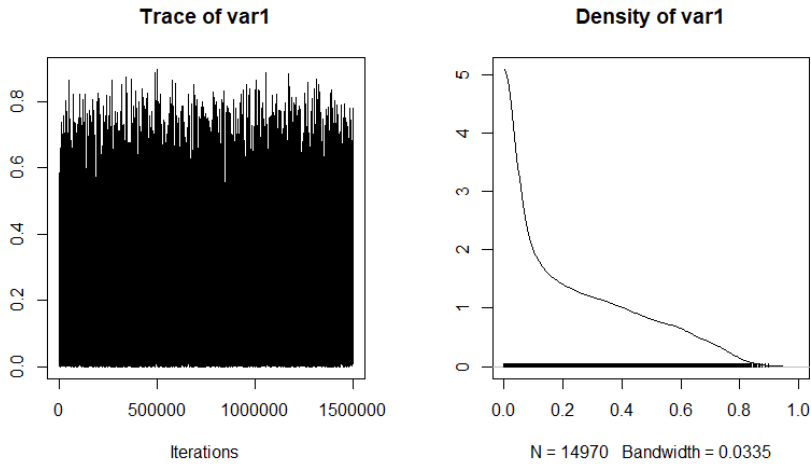 Trace of var1
0.8
0.6
0.4
0.2
0.0
0 500000 1000000 1500000
Iterations
Density of var1
5
4
3
2
1
0
0.0 0.2 0.4 0.6 0.8 1.0
N = 14970 Bandwidth = 0.0335